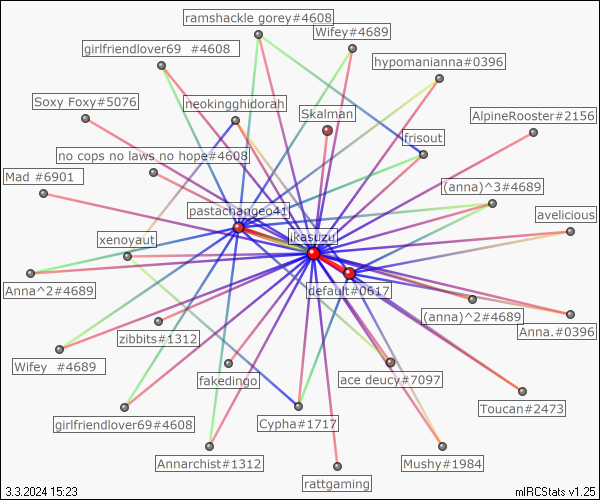 ramshackle gorey#4608
Wifey#4689
girlfriendlover69 #4608
hypomanianna#0396
Soxy Foxy#5076
neokingghidorah
Skalman
AlpineRooster#2156
frisout
no cops no laws no hope#4608
Mad #6901
(anna)^3#4689
pastachangeo41
avelicious
ikasuzu
xenoyaut
default#0617
Anna^2#4689
(anna)^2#4689
Anna.#0396
zibbits#1312
Wifey #4689
fakedingo
ace deucy#7097
Toucan#2473
girlfriendlover69#4608
Cypha#1717
Annarchist#1312
Mushy#1984
rattgaming
3.3.2024 15:23
mIRCStats v1.25